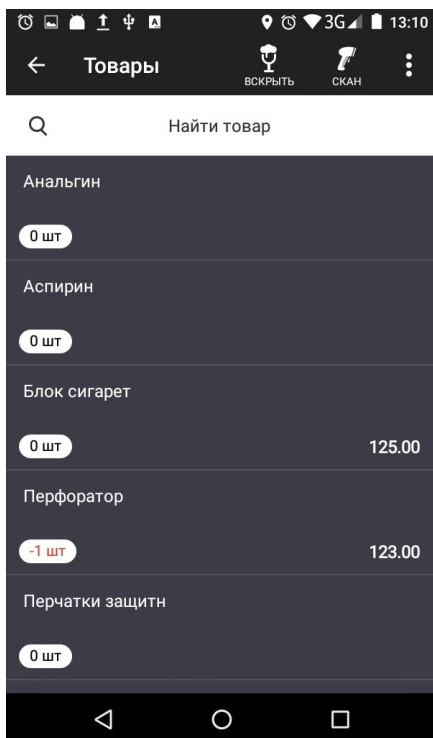 3G 13:10
Товары ВСКРЫТЬ СКАН
Найти товар
Анальгин
0 шт
Аспирин
0 шт
Блок сигарет
0 шт 125.00
Перфоратор
-1 шт 123.00
Перчатки защитн
0 шт